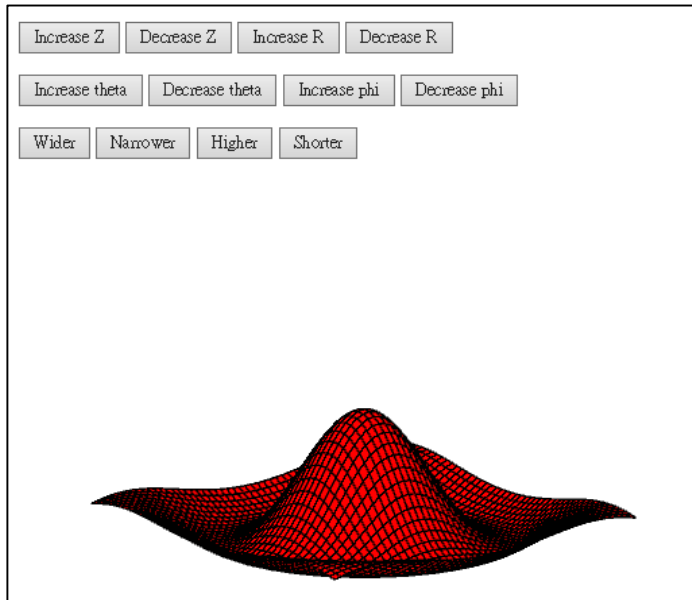 Increase Z Decrease Z Increase R Decrease R
Increase theta Decrease theta Increase phi Decrease phi
Wider Narrower Higher Shorter